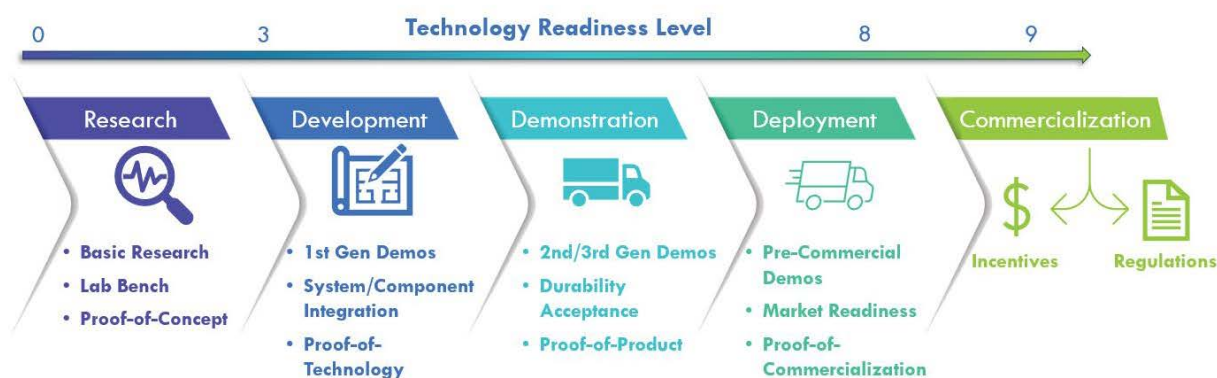 Technology Readiness Level
0
3
8
9
Research
Development
Demonstration
Deployment
Commercialization
• Basic Research
• Lab Bench
• Proof-of-Concept
• 1st Gen Demos
• System/Component
Integration
• Proof-of-
Technology
• 2nd/3rd Gen Demos
• Durability
Acceptance
• Proof-of-Product
• Pre-Commercial
Demos
• Market Readiness
• Proof-of-
Commercialization
$
Incentives
Regulations